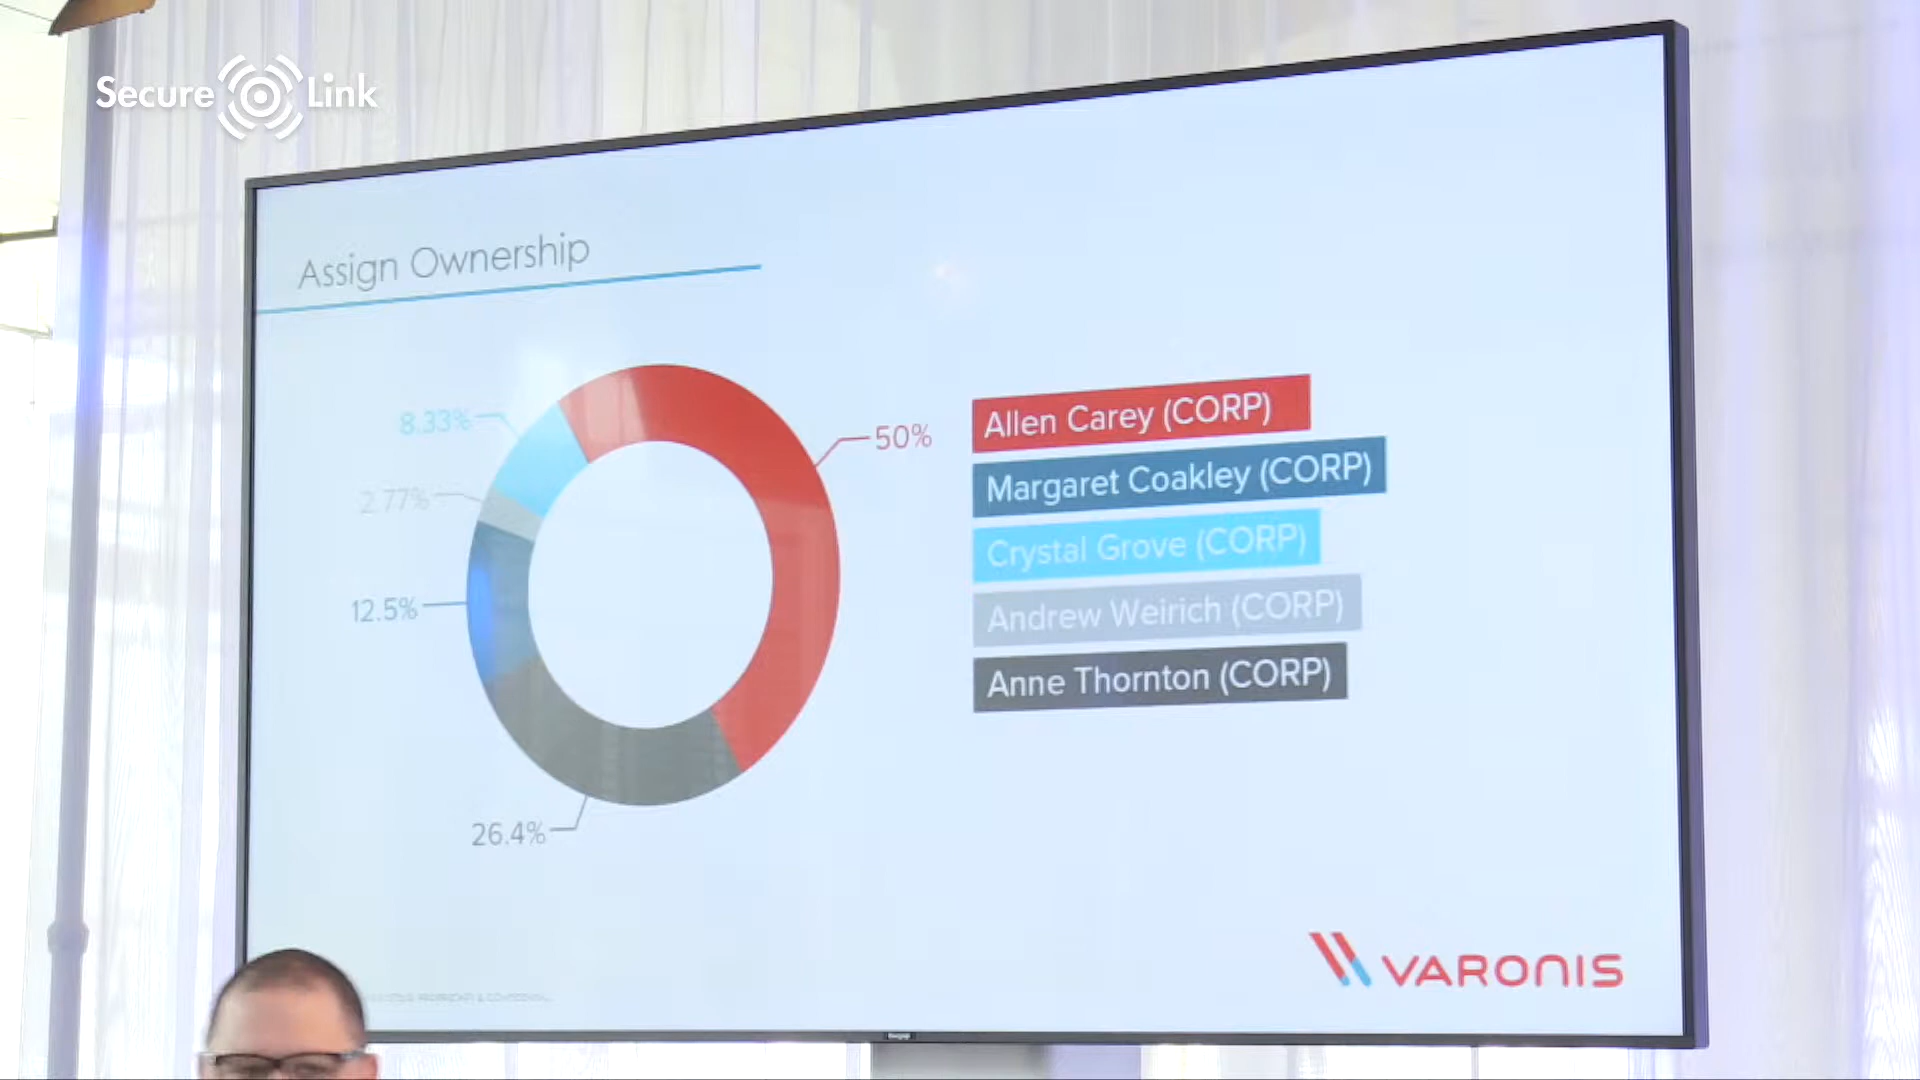 Secure Link
Assign Ownership
8.33%
50%
2.77%
12.5%
26.4%
Allen Carey (CORP)
Margaret Coakley (CORP)
Crystal Grove (CORP)
Andrew Weirich (CORP)
Anne Thornton (CORP)
VARONIS